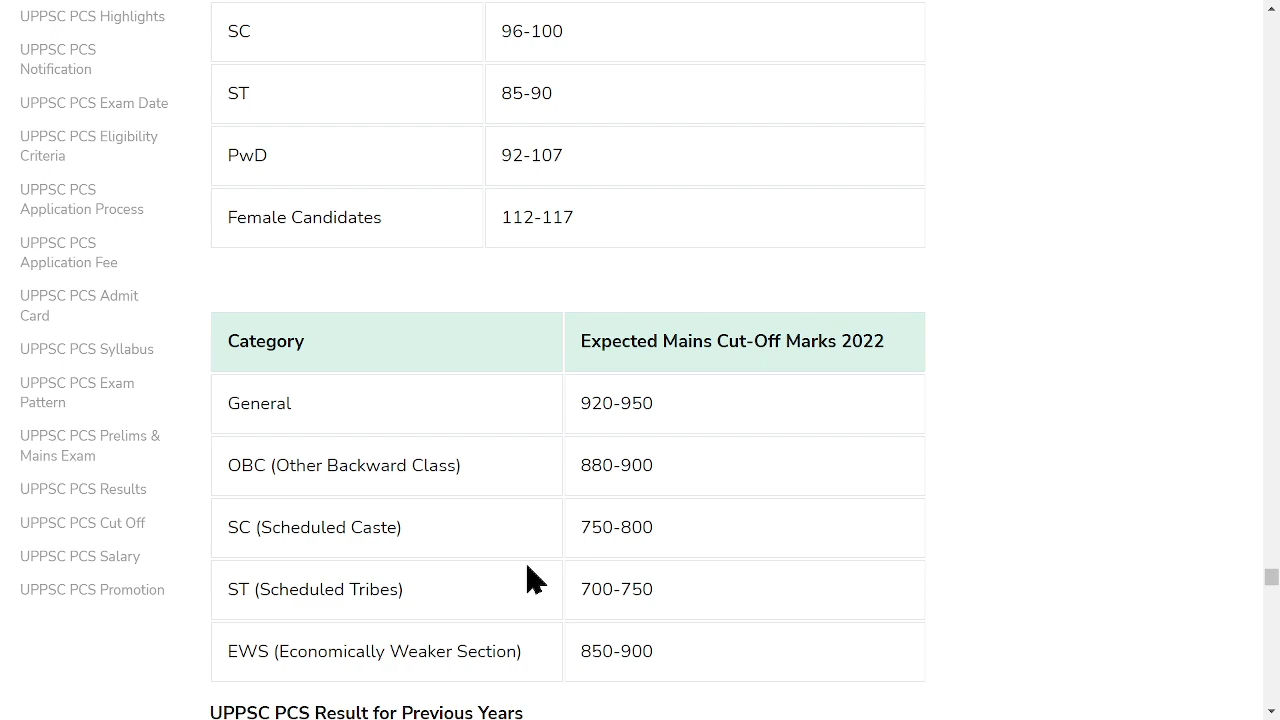 UPPSC PCS Highlights
UPPSC PCS
Notification
UPPSC PCS Exam Date
UPPSC PCS Eligibility
Criteria
UPPSC PCS
Application Process
UPPSC PCS
Application Fee
UPPSC PCS Admit
Card
UPPSC PCS Syllabus
UPPSC PCS Exam
Pattern
UPPSC PCS Prelims &
Mains Exam
UPPSC PCS Results
UPPSC PCS Cut Off
UPPSC PCS Salary
UPPSC PCS Promotion
SC 96-100
ST 85-90
PwD 92-107
Female Candidates 112-117
Category Expected Mains Cut-Off Marks 2022
General 920-950
OBC (Other Backward Class) 880-900
SC (Scheduled Caste) 750-800
ST (Scheduled Tribes) 700-750
EWS (Economically Weaker Section) 850-900
UPPSC PCS Result for Previous Years